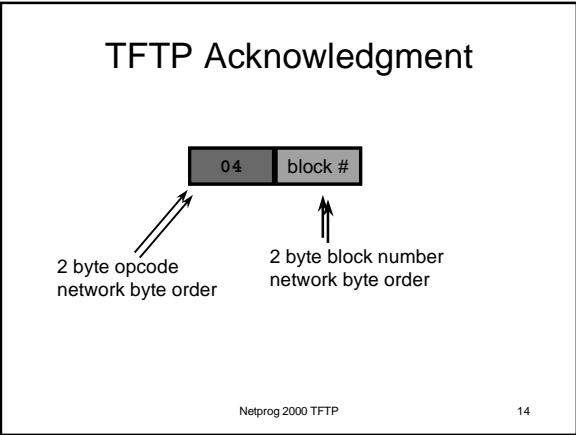 TFTP Acknowledgment
04 block #
2 byte opcode
network byte order
2 byte block number
network byte order
Netprog 2000 TFTP 14